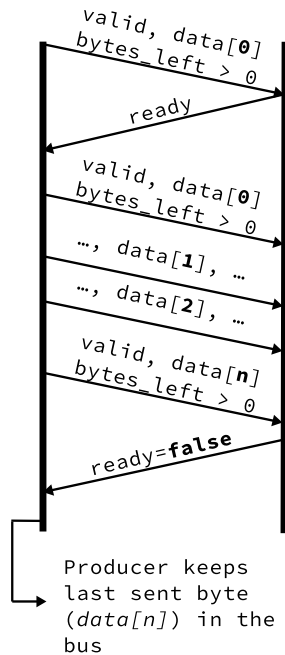 valid, data[0]
bytes_left > 0
ready
valid, data[0]
bytes_left > 0
…, data[1], …
…, data[2], …
valid, data[n]
bytes_left > 0
ready=false
Producer keeps
last sent byte
(data[n]) in the
bus